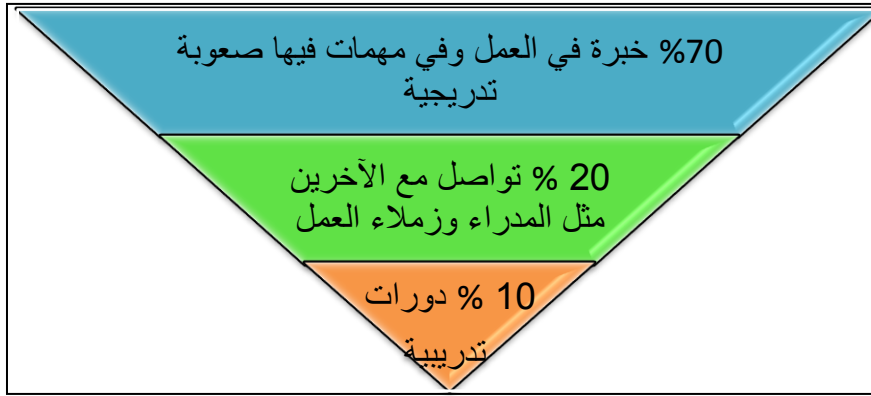 %70 خبرة في العمل وفي مهمات فيها صعوبة
تدريجية
20 % تواصل مع الآخرين
مثل المدراء وزملاء العمل
10 % دورات
تدريبية